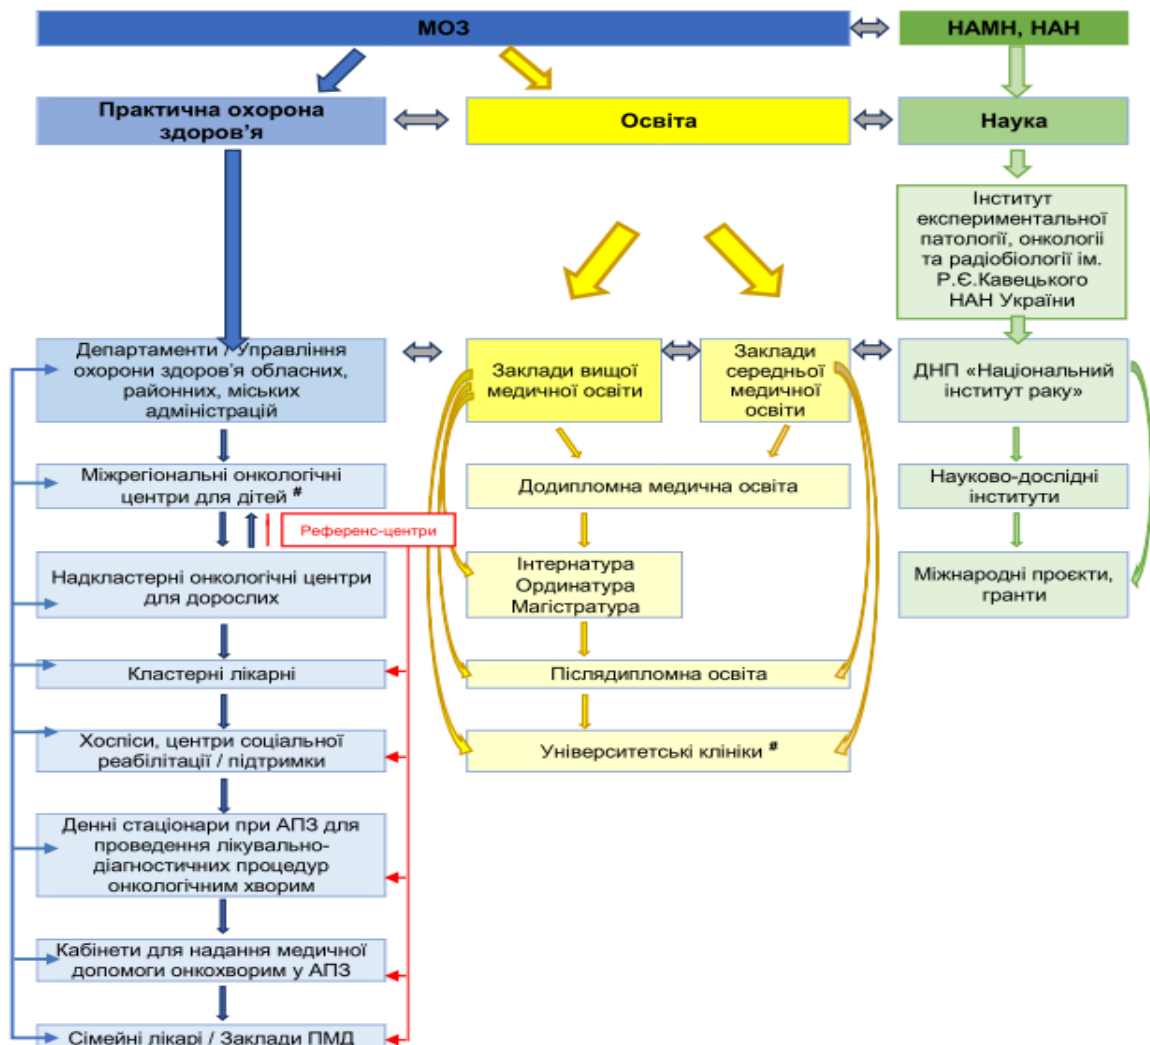 МОЗ
НАМН, НАН
Практична охорона
здоров’я
Освіта
Наука
Інститут
експериментальної
патології, онкології
та радіобіології ім.
Р.Є.Кавецького
НАН України
Департаменти / Управління
охорони здоров’я обласних,
районних, міських
адміністрацій
Заклади вищої
медичної освіти
Заклади
середньої
медичної
освіти
ДНП «Національний
інститут раку»
Міжрегіональні онкологічні
центри для дітей #
Додипломна медична освіта
Науково-дослідні
інститути
Референс-центри
Надкластерні онкологічні центри
для дорослих
Інтернатура
Ординатура
Магістратура
Міжнародні проєкти,
гранти
Кластерні лікарні
Післядипломна освіта
Хоспіси, центри соціальної
реабілітації / підтримки
Університетські клініки #
Денні стаціонари при АПЗ для
проведення лікувально-
діагностичних процедур
онкологічним хворим
Кабінети для надання медичної
допомоги онкохворим у АПЗ
Сімейні лікарі / Заклади ПМД